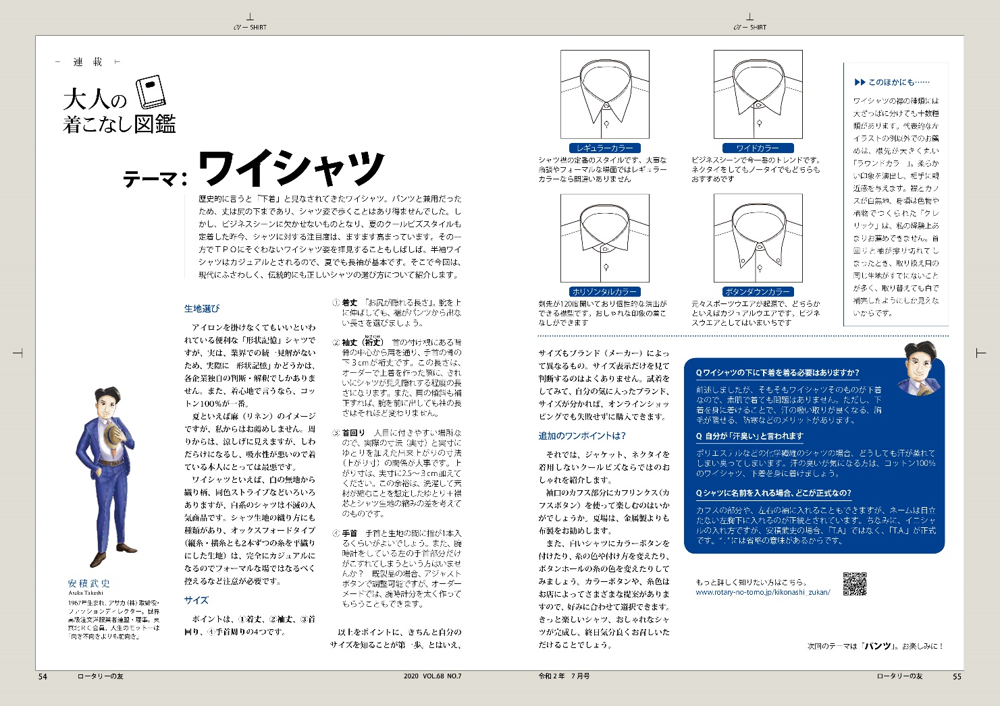 01 — SHIRT
01 — SHIRT
連 載
大人の
着こなし図鑑
テーマ：ワイシャツ
歴史的に言うと「下着」と見なされてきたワイシャツ。パンツと兼用だった
ため、丈は尻の下まであり、シャツ姿で歩くことはあり得ませんでした。し
かし、ビジネスシーンに欠かせないものとなり、夏のクールビズスタイルも
定着した昨今、シャツに対する注目度は、ますます高まっています。その一
方でＴＰＯにそぐわないワイシャツ姿を拝見することもしばしば。半袖ワイ
シャツはカジュアルとされるので、夏でも長袖が基本です。そこで今回は、
現代にふさわしく、伝統的にも正しいシャツの選び方について紹介します。
生地選び
アイロンを掛けなくてもいいといわ
れている便利な「形状記憶」シャツで
すが、実は、業界での統一見解がない
ため、実際に「形状記憶」かどうかは、
各企業独自の判断・解釈でしかありま
せん。また、着心地で言うなら、コッ
トン100％が一番。
夏といえば麻（リネン）のイメージ
ですが、私からはお薦めしません。周
りからは、涼しげに見えますが、しわ
だらけになるし、吸水性が悪いので着
ている本人にとっては最悪です。
ワイシャツといえば、白の無地から
織り柄、同色ストライプなどいろいろ
ありますが、白系のシャツは不滅の人
気商品です。シャツ生地の織り方にも
種類があり、オックスフォードタイプ
（縦糸・横糸とも2本ずつの糸を平織り
にした生地）は、完全にカジュアルに
なるのでフォーマルな場ではなるべく
控えるなど注意が必要です。
サイズ
ポイントは、①着丈、②袖丈、③首
回り、④手首周りの4つです。
① 着丈　「お尻が隠れる長さ」。腕を上
に伸ばしても、裾がパンツから出な
い長さを選びましょう。
② 袖丈（裄丈）　首の付け根にある背
骨の中心から肩を通り、手首の骨の
下３cmが裄丈です。この長さは、
オーダーで上着を作った際に、きれ
いにシャツが見え隠れする程度の長
さになります。また、肩の傾斜も補
正すれば、腕を前に出しても袖の長
さはそれほど変わりません。
③ 首回り　人目に付きやすい場所な
ので、実際の寸法（実寸）と実寸に
ゆとりを加えた出来上がりの寸法
（上がり寸）の関係が大事です。上
がり寸は、実寸に2.5～３cm加えて
ください。この余裕は、洗濯して素
材が縮むことを想定したゆとり＋襟
芯とシャツ生地の縮みの差を考えて
のものです。
④ 手首　手首と生地の間に指が1本入
るくらいがよいでしょう。また、腕
時計をしている左の手首部分だけ
がこすれてしまうという方はいませ
んか？　既製品の場合、アジャスト
ボタンで調整可能ですが、オーダー
メードでは、腕時計分を太く作って
もらうこともできます。
以上をポイントに、きちんと自分の
サイズを知ることが第一歩。とはいえ、
安積武史
Asaka Takeshi
1967年生まれ。アサカ（株）取締役・
ファッションディレクター。世界
高級注文洋服業者連盟・理事。東
京北ＲＣ会員。人生のモットーは
「向き不向きよりも前向き」
レギュラーカラー
シャツ襟の定番のスタイルです。大事な
商談やフォーマルな場面ではレギュラー
カラーなら間違いありません
ワイドカラー
ビジネスシーンで今一番のトレンドです。
ネクタイをしてもノータイでもどちらも
おすすめです
ホリゾンタルカラー
剣先が120度開いており個性的な演出が
できる襟型です。おしゃれな印象の着こ
なしができます
ボタンダウンカラー
元々スポーツウエアが起源で、どちらか
といえばカジュアルウエアです。ビジネ
スウエアとしてはいまいちです
▶▶ このほかにも……
ワイシャツの襟の種類には
大ざっぱに分けても十数種
類があります。代表的な左
イラストの例以外でのお薦
めは、襟先が大きく丸い
「ラウンドカラー」。柔らか
い印象を演出し、相手に親
近感を与えます。襟とカフ
スが白無地、身頃は色物や
柄物でつくられた「クレ
リック」は、私の経験上あ
まりお薦めできません。首
回りと袖が擦り切れてし
まったとき、取り換え用の
同じ生地がすでにないこと
が多く、取り替えても白で
補充したようにしか見えな
いからです。
サイズもブランド（メーカー）によっ
て異なるもの。サイズ表示だけを見て
判断するのはよくありません。試着を
してみて、自分の気に入ったブランド、
サイズが分かれば、オンラインショッ
ピングでも失敗せずに購入できます。
追加のワンポイントは？
それでは、ジャケット、ネクタイを
着用しないクールビズならではのお
しゃれを紹介します。
袖口のカフス部分にカフリンクス（カ
フスボタン）を使って楽しむのはいか
がでしょうか。夏場は、金属製よりも
布製をお勧めします。
また、白いシャツにカラーボタンを
付けたり、糸の色や付け方を変えたり、
ボタンホールの糸の色を変えたりして
みましょう。カラーボタンや、糸色は
お店によってさまざまな提案がありま
すので、好みに合わせて選択できます。
きっと楽しいシャツ、おしゃれなシャ
ツが完成し、終日気分良くお召しいた
だけることでしょう。
Q ワイシャツの下に下着を着る必要はありますか？
前述しましたが、そもそもワイシャツそのものが下着
なので、素肌で着ても問題はありません。ただし、下
着を身に着けることで、汗の吸い取りが良くなる、胸
毛が隠せる、防寒などのメリットがあります。
Q 自分が「汗臭い」と言われます
ポリエステルなどの化学繊維のシャツの場合、どうしても汗が蒸れて
しまい臭ってしまいます。汗の臭いが気になる方は、コットン100％
のワイシャツ、下着を身に着けましょう。
Q シャツに名前を入れる場合、どこが正式なの？
カフスの部分や、左右の袖に入れることもできますが、ネームは目立
たない左胸下に入れるのが正統とされています。ちなみに、イニシャ
ルの入れ方ですが、安積武史の場合、「T.A」ではなく、「T.A.」が正式
です。“ . ”には省略の意味があるからです。
もっと詳しく知りたい方はこちら。
www.rotary-no-tomo.jp/kikonashi_zukan/
次回のテーマは「パンツ」。お楽しみに！
54　ロータリーの友　2020 VOL.68 NO.7
令和２年　７月号　ロータリーの友　55